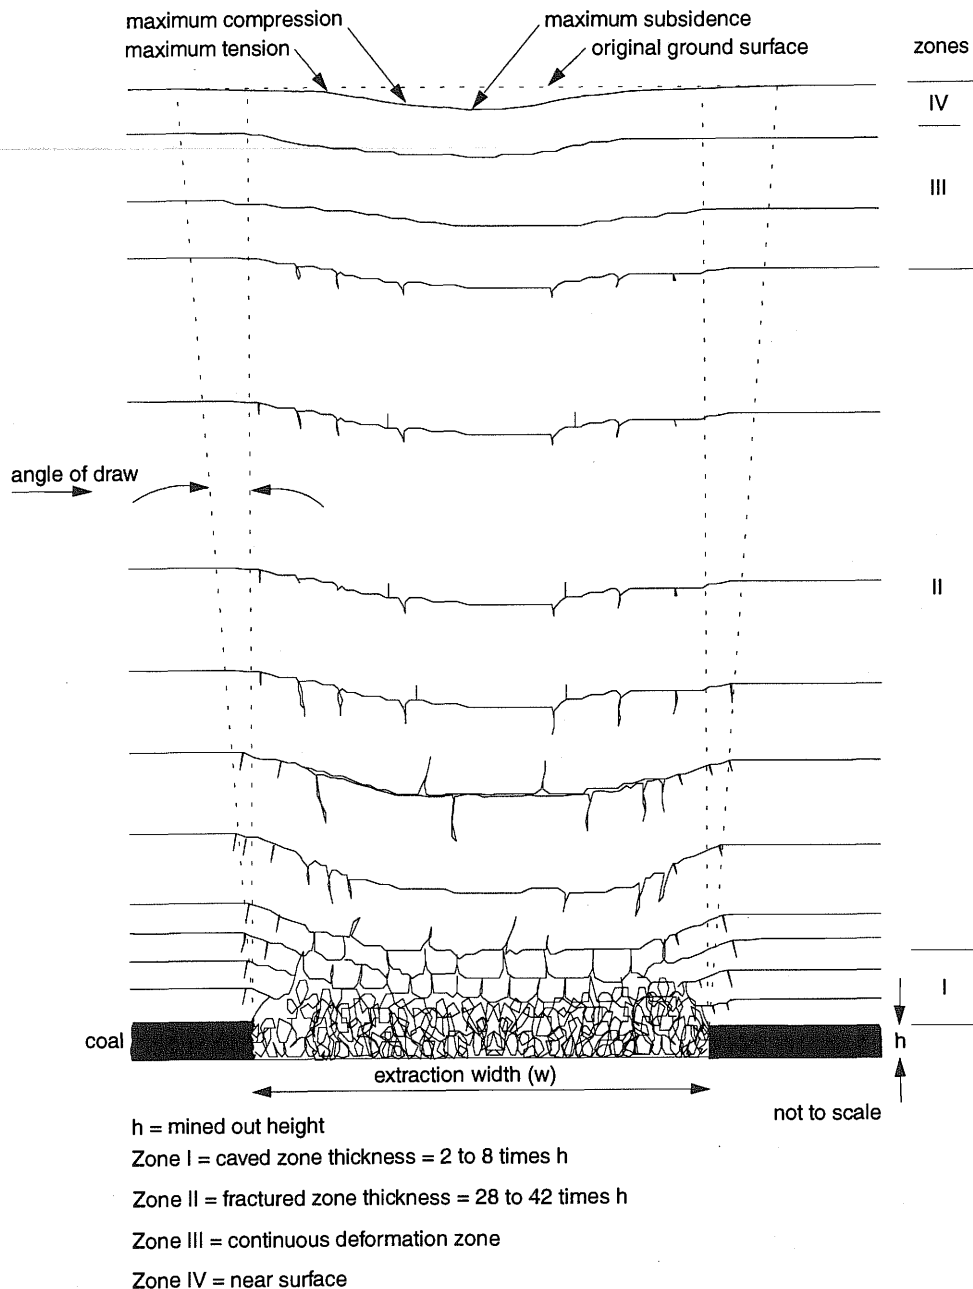 maximum compression
maximum subsidence
maximum tension
original ground surface
zones
IV
III
angle of draw
II
I
coal
h
extraction width (w)
not to scale
h = mined out height
Zone I = caved zone thickness = 2 to 8 times h
Zone II = fractured zone thickness = 28 to 42 times h
Zone III = continuous deformation zone
Zone IV = near surface